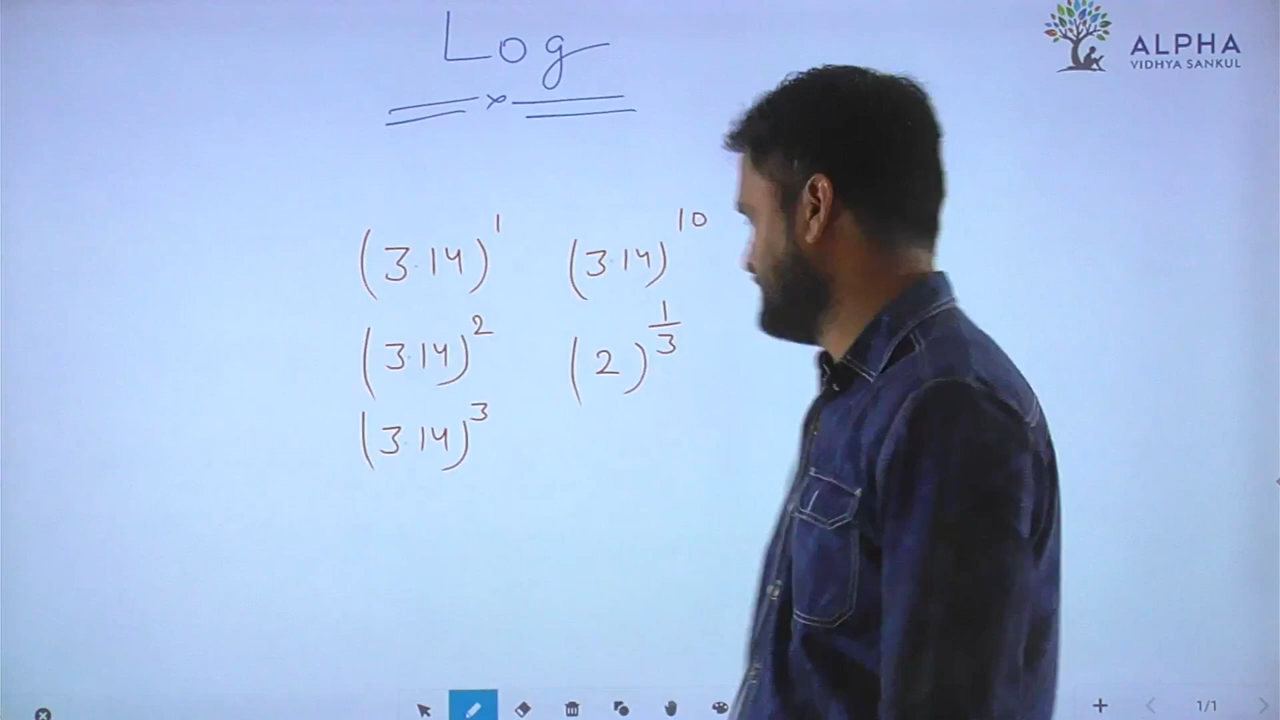 Log
ALPHA
VIDHYA SANKUL
(3.14)^1 (3.14)^10
(3.14)^2 (2)^1/3
(3.14)^3
1/1